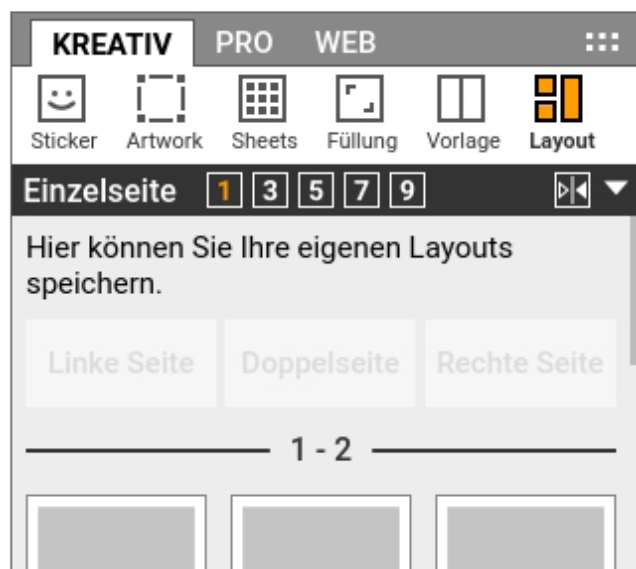 KREATIV PRO WEB
Sticker Artwork Sheets Füllung Vorlage Layout
Einzelseite 1 3 5 7 9
Hier können Sie Ihre eigenen Layouts
speichern.
Linke Seite Doppelseite Rechte Seite
1 - 2